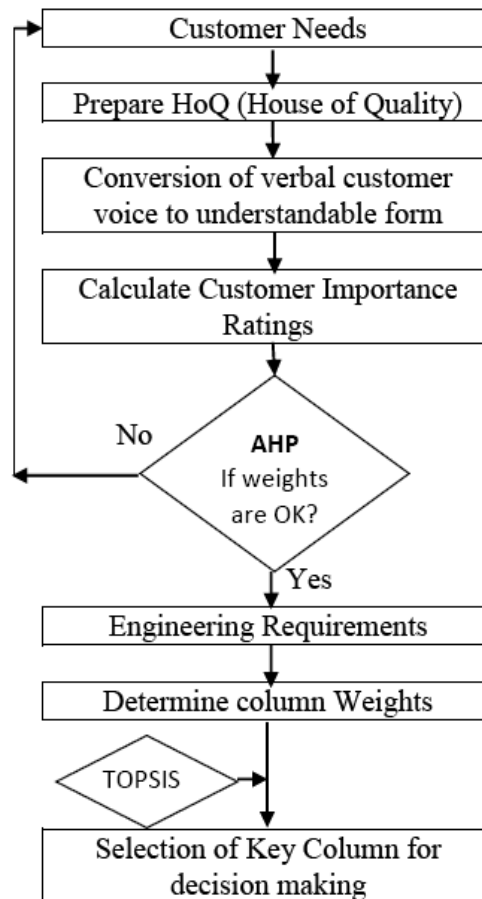 Customer Needs
Prepare HoQ (House of Quality)
Conversion of verbal customer
voice to understandable form
Calculate Customer Importance
Ratings
No
AHP
If weights
are OK?
Yes
Engineering Requirements
Determine column Weights
TOPSIS
Selection of Key Column for
decision making